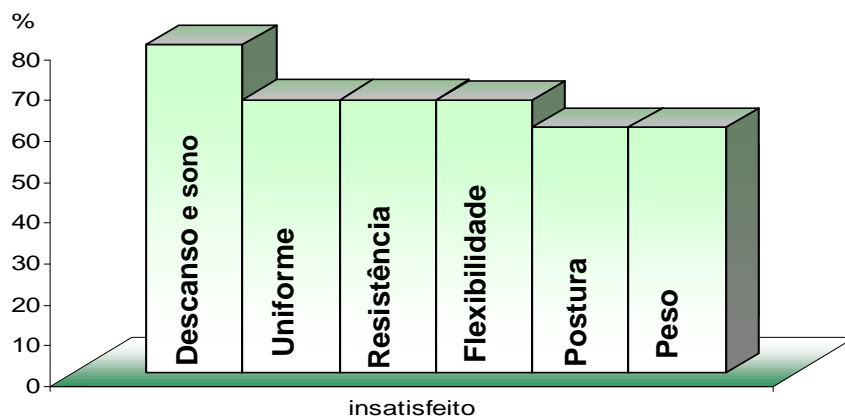 %
80
70
60
50
40
30
20
10
0
Descanso e sono
Uniforme
Resistência
Flexibilidade
Postura
Peso
insatisfeito